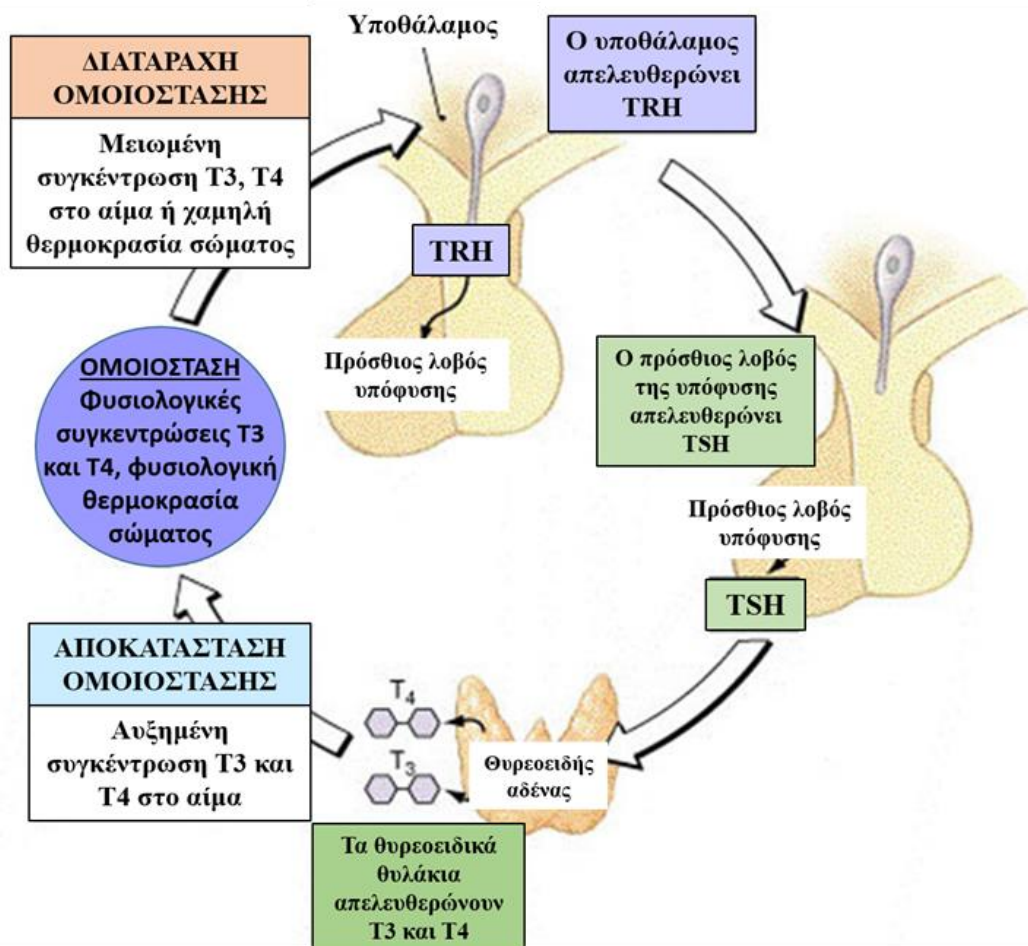 Υποθάλαμος
ΔΙΑΤΑΡΑΧΗ
ΟΜΟΙΟΣΤΑΣΗΣ
Μειωμένη
συγκέντρωση Τ3, Τ4
στο αίμα ή χαμηλή
θερμοκρασία σώματος
Ο υποθάλαμος
απελευθερώνει
TRH
TRH
Πρόσθιος λοβός
υπόφυσης
Ο πρόσθιος λοβός
της υπόφυσης
απελευθερώνει
TSH
Πρόσθιος λοβός
υπόφυσης
TSH
ΟΜΟΙΟΣΤΑΣΗ
Φυσιολογικές
συγκεντρώσεις Τ3
και Τ4, φυσιολογική
θερμοκρασία
σώματος
ΑΠΟΚΑΤΑΣΤΑΣΗ
ΟΜΟΙΟΣΤΑΣΗΣ
Αυξημένη
συγκέντρωση Τ3 και
Τ4 στο αίμα
T4
T3
Θυρεοειδής
αδένας
Τα θυρεοειδικά
θυλάκια
απελευθερώνουν
Τ3 και Τ4